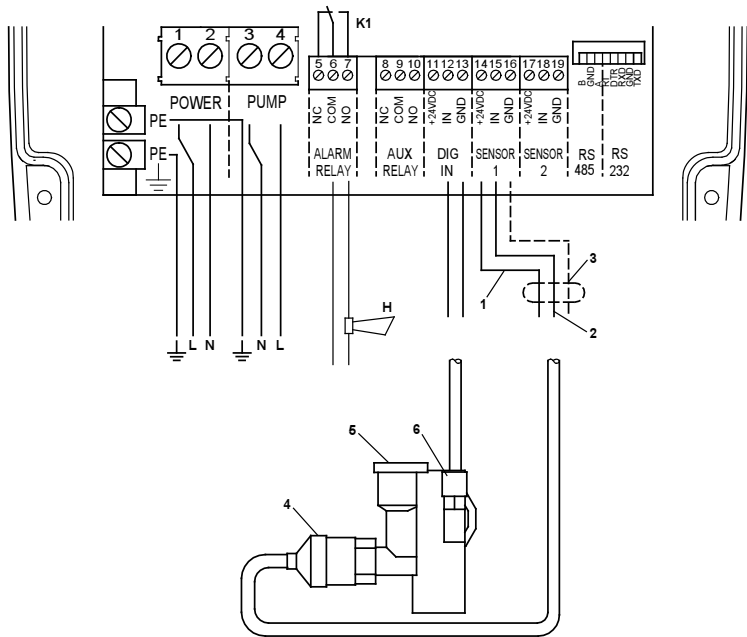 K1
1 2 3 4
5 6 7 8 9 10 11 12 13 14 15 16 17 18 19
NC COM NO NC COM NO +24VDC IN GND +24VDC IN GND +24VDC IN GND
B GND A RT DTR RXD GND TXD
POWER PUMP
PE
PE
ALARM RELAY
AUX RELAY
DIG IN
SENSOR 1
SENSOR 2
RS 485
RS 232
3
1
2
H
L N N L
5
6
4